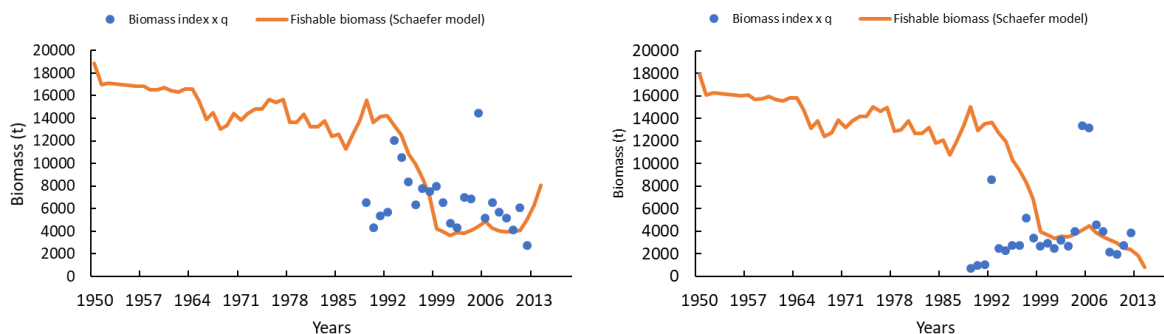 Biomass index x q Fishable biomass (Schaefer model)
20000
18000
16000
14000
12000
10000
8000
6000
4000
2000
0
Biomass (t)
1950 1957 1964 1971 1978 1985 1992 1999 2006 2013
Years
Biomass index x q Fishable biomass (Schaefer model)
20000
18000
16000
14000
12000
10000
8000
6000
4000
2000
0
Biomass (t)
1950 1957 1964 1971 1978 1985 1992 1999 2006 2013
Years